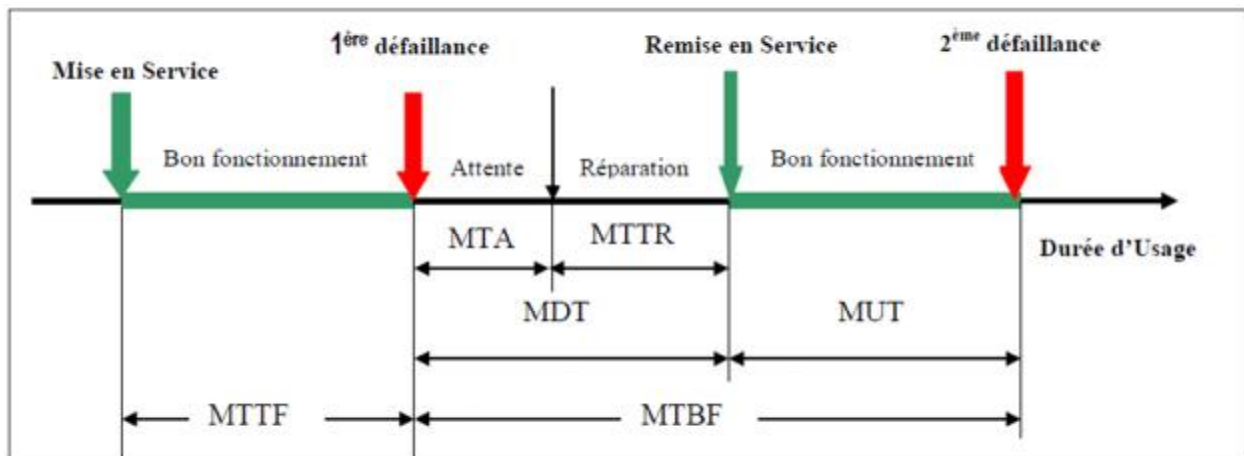 1ère défaillance
Remise en Service
2ème défaillance
Mise en Service
Bon fonctionnement
Attente
Réparation
Bon fonctionnement
MTA
MTTR
Durée d'Usage
MDT
MUT
MTTF
MTBF